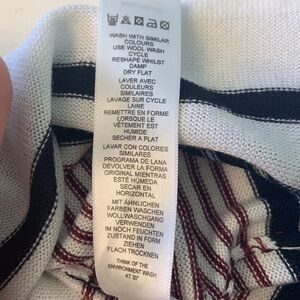 WASH WITH SIMILAR
COLOURS
USE WOOL WASH
CYCLE
RESHAPE WHILST
DAMP
DRY FLAT
LAVER AVEC
COULEURS
SIMILAIRES
LAVAGE SUR CYCLE
LAINE
REMETTRE EN FORME
LORSQUE LE
VÊTEMENT EST
HUMIDE
SECHER A PLAT
LAVAR CON COLORES
SIMILARES
PROGRAMA DE LANA
DEVOLVER LA FORMA
ORIGINAL MIENTRAS
ESTÉ HÚMEDA
SECAR EN
HORIZONTAL
MIT ÄHNLICHEN
FARBEN WASCHEN
WOLLWASCHGANG
VERWENDEN
IM NOCH FEUCHTEN
ZUSTAND IN FORM
ZIEHEN
FLACH TROCKNEN
THINK OF THE
ENVIRONMENT WASH
AT 30°